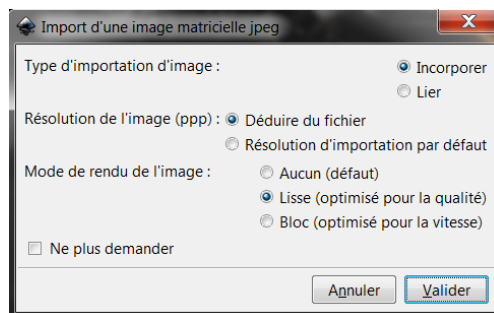 Import d'une image matricielle jpeg
Type d'importation d'image : Incorporer
Lier
Résolution de l'image (ppp) : Déduire du fichier
Résolution d'importation par défaut
Mode de rendu de l'image : Aucun (défaut)
Lisse (optimisé pour la qualité)
Bloc (optimisé pour la vitesse)
Ne plus demander
Annuler Valider